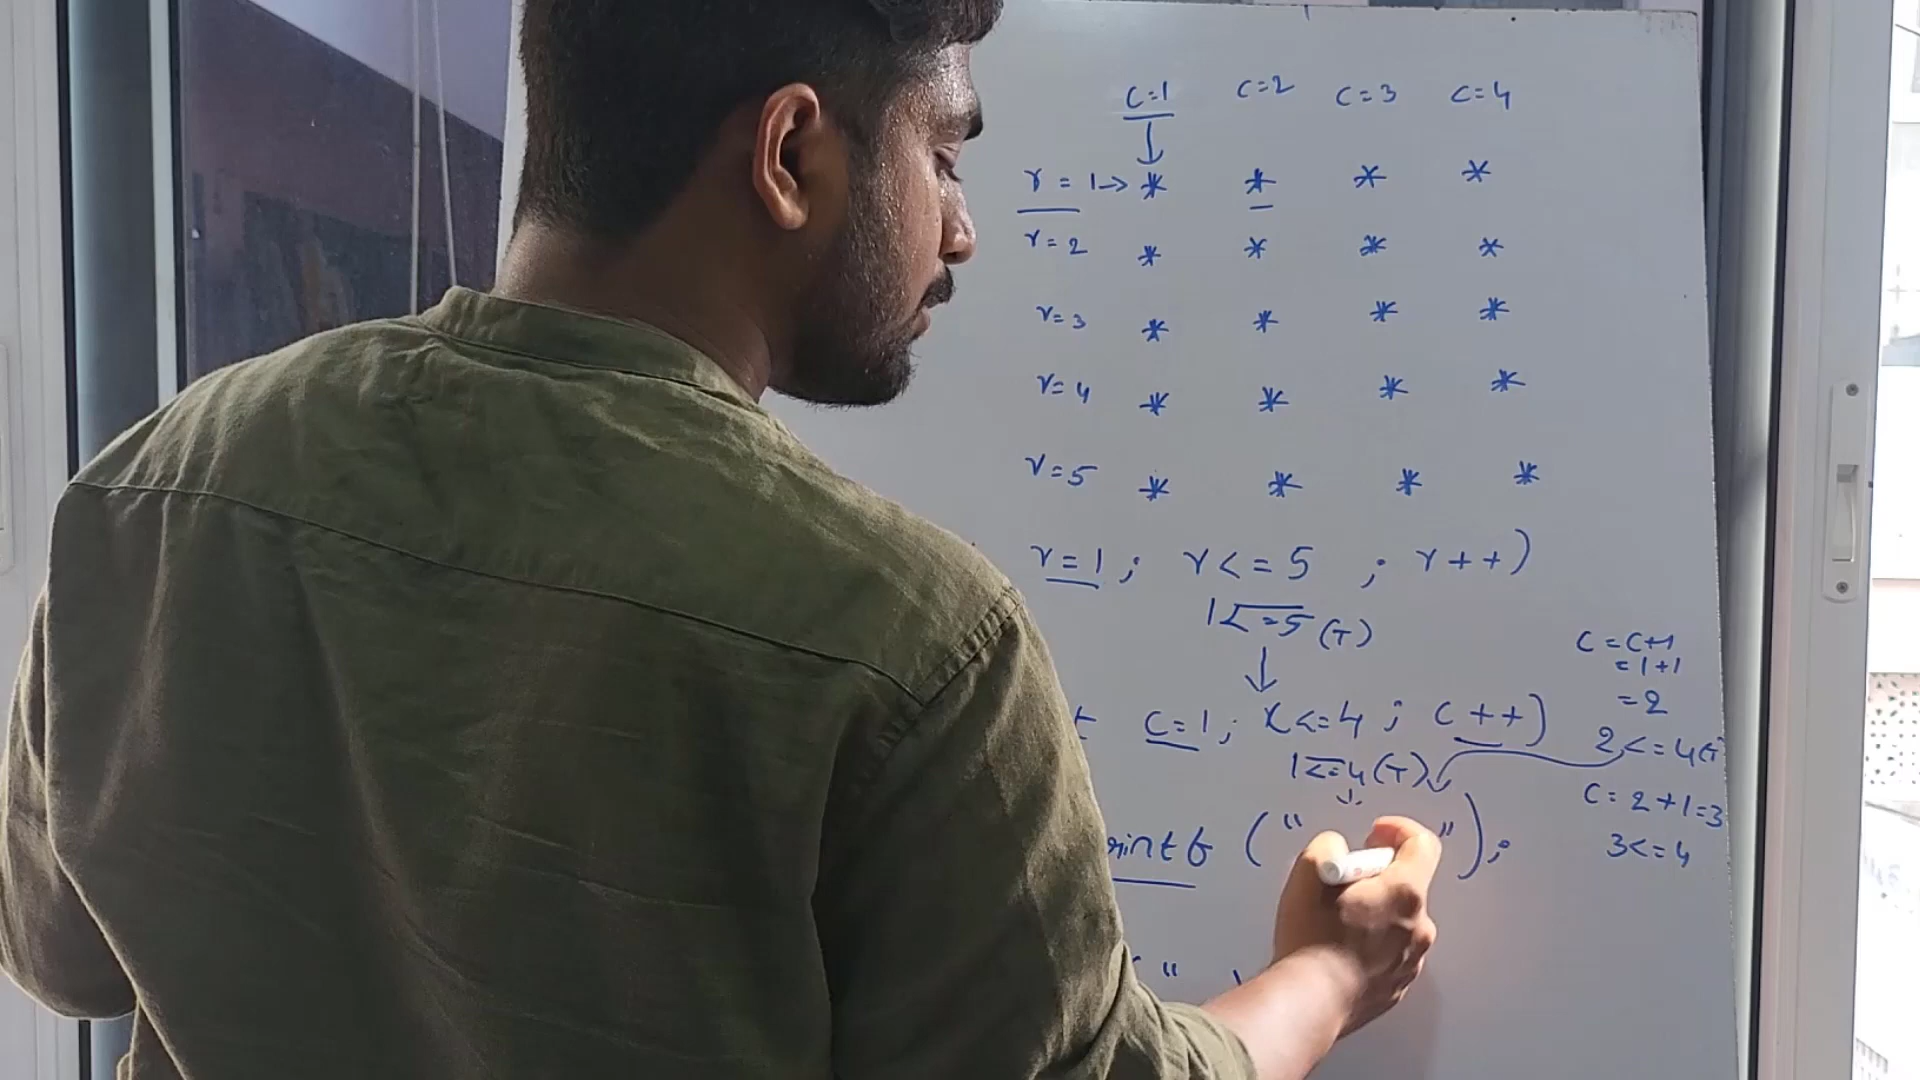 c=1 c=2 c=3 c=4
r = 1→ * * * *
r=2 * * * *
r=3 * * * *
r=4 * * * *
r=5 * * * *
r=1; r<=5 ; r++)
1<=5 (T)
c=c+1
=1+1
=2
t c=1; x<=4; c++)
2<=4(T
1<=4(T)
c=2+1=3
rintf (" ");
3<=4
("